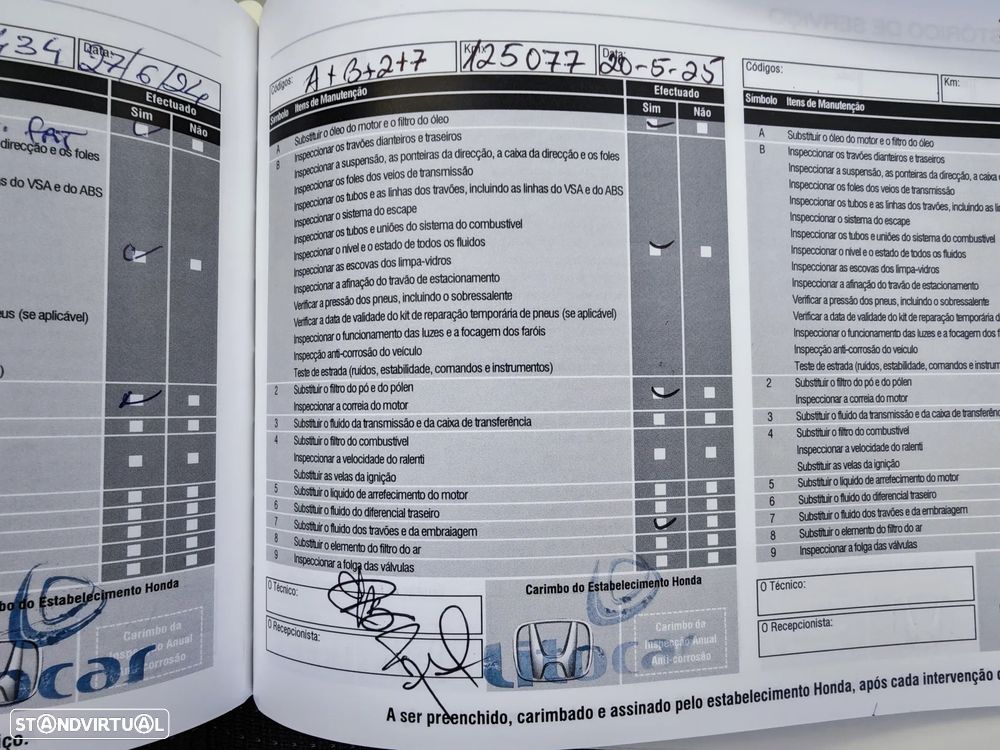 434 Data: 27/6/24
Efectuado
Sim Não
direcção e os foles
as do VSA e do ABS
eus (se aplicável)
)
mbo do Estabelecimento Honda
Carimbo da
Inspecção Anual
Anti-corrosão
car
Códigos: A+B+2+7 Km: 125077 Data: 20-5-25
Símbolo Itens de Manutenção Efectuado
Sim Não
A Substituir o óleo do motor e o filtro do óleo
B Inspeccionar os travões dianteiros e traseiros
Inspeccionar a suspensão, as ponteiras da direcção, a caixa da direcção e os foles
Inspeccionar os foles dos veios de transmissão
Inspeccionar os tubos e as linhas dos travões, incluindo as linhas do VSA e do ABS
Inspeccionar o sistema do escape
Inspeccionar os tubos e uniões do sistema do combustível
Inspeccionar o nível e o estado de todos os fluidos
Inspeccionar as escovas dos limpa-vidros
Inspeccionar a afinação do travão de estacionamento
Verificar a pressão dos pneus, incluindo o sobressalente
Verificar a data de validade do kit de reparação temporária de pneus (se aplicável)
Inspeccionar o funcionamento das luzes e a focagem dos faróis
Inspecção anti-corrosão do veículo
Teste de estrada (ruídos, estabilidade, comandos e instrumentos)
2 Substituir o filtro do pó e do pólen
Inspeccionar a correia do motor
3 Substituir o fluido da transmissão e da caixa de transferência
4 Substituir o filtro do combustível
Inspeccionar a velocidade do ralenti
Substituir as velas da ignição
5 Substituir o líquido de arrefecimento do motor
6 Substituir o fluido do diferencial traseiro
7 Substituir o fluido dos travões e da embraiagem
8 Substituir o elemento do filtro do ar
9 Inspeccionar a folga das válvulas
O Técnico:
O Recepcionista:
Carimbo do Estabelecimento Honda
Carimbo da
Inspecção Anual
Anti-corrosão
A ser preenchido, carimbado e assinado pelo estabelecimento Honda, após cada intervenção
Códigos: Km:
Símbolo Itens de Manutenção
A Substituir o óleo do motor e o filtro do óleo
B Inspeccionar os travões dianteiros e traseiros
Inspeccionar a suspensão, as ponteiras da direcção, a caixa
Inspeccionar os foles dos veios de transmissão
Inspeccionar os tubos e as linhas dos travões, incluindo as lin
Inspeccionar o sistema do escape
Inspeccionar os tubos e uniões do sistema do combustível
Inspeccionar o nível e o estado de todos os fluidos
Inspeccionar as escovas dos limpa-vidros
Inspeccionar a afinação do travão de estacionamento
Verificar a pressão dos pneus, incluindo o sobressalente
Verificar a data de validade do kit de reparação temporária d
Inspeccionar o funcionamento das luzes e a focagem dos f
Inspecção anti-corrosão do veículo
Teste de estrada (ruídos, estabilidade, comandos e instrum
2 Substituir o filtro do pó e do pólen
Inspeccionar a correia do motor
3 Substituir o fluido da transmissão e da caixa de transferênc
4 Substituir o filtro do combustível
Inspeccionar a velocidade do ralenti
Substituir as velas da ignição
5 Substituir o líquido de arrefecimento do motor
6 Substituir o fluido do diferencial traseiro
7 Substituir o fluido dos travões e da embraiagem
8 Substituir o elemento do filtro do ar
9 Inspeccionar a folga das válvulas
O Técnico:
O Recepcionista:
STANDVIRTUAL